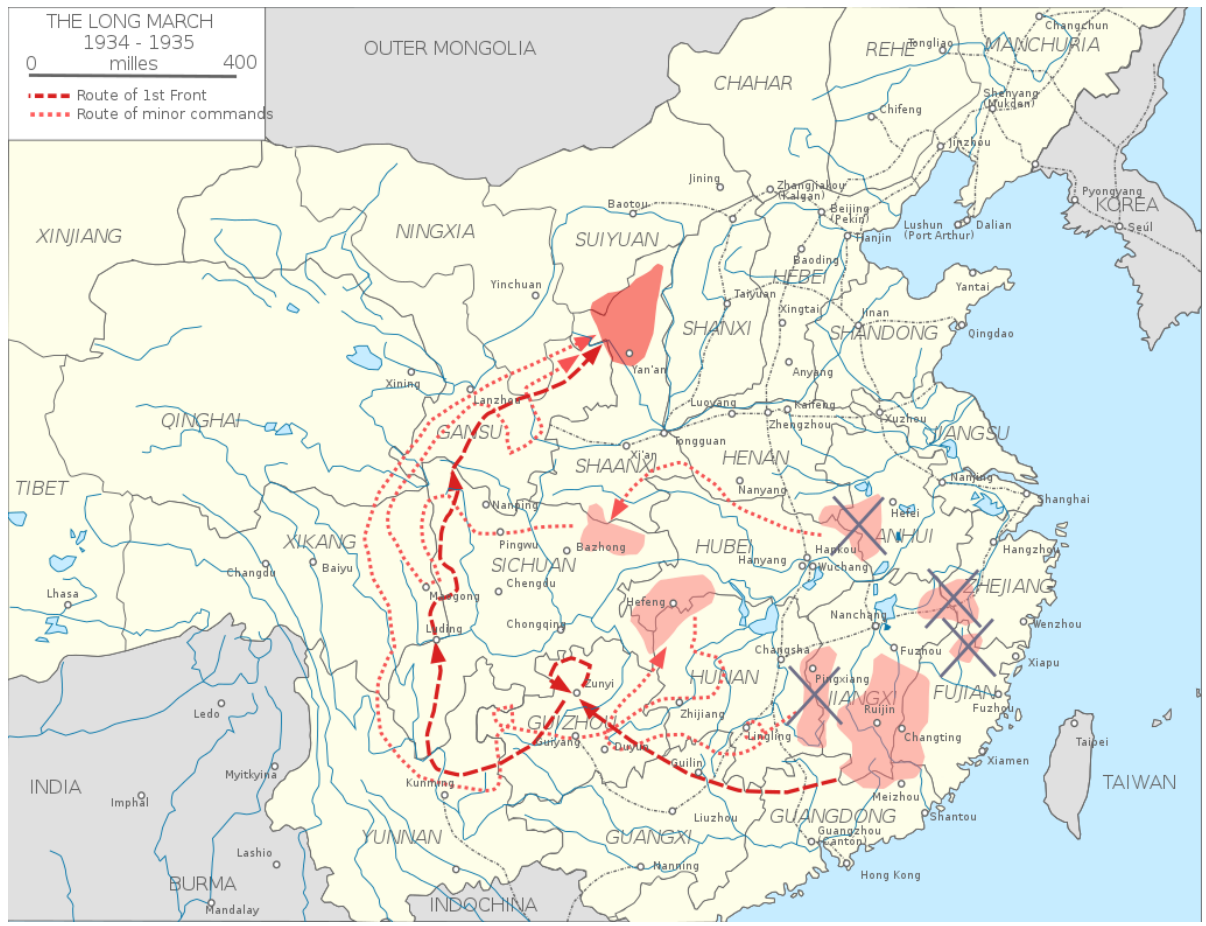 THE LONG MARCH
1934 - 1935
0 milles 400
Route of 1st Front
Route of minor commands
OUTER MONGOLIA
CHAHAR
REHE
Tongliao
MANCHURIA
Changchun
Shenyang
(Mukden)
Chifeng
Jinzhou
Jining
Zhangjiakou
(Kalgan)
Baotou
Beijing
(Pekin)
Tianjin
Lushun
(Port Arthur)
Dalian
Pyongyang
KOREA
Seúl
XINJIANG
NINGXIA
SUIYUAN
Baoding
HEBEI
Yinchuan
Taiyuan
Xingtai
Yantai
Jinan
SHANXI
SHANDONG
Qingdao
Yan'an
Anyang
Xining
Lanzhou
Luoyang
Kaifeng
Zhengzhou
Xuzhou
QINGHAI
GANSU
Tongguan
JIANGSU
Xi'an
SHAANXI
HENAN
TIBET
Nanyang
Nanjing
Shanghai
Nanping
Hefei
ANHUI
XIKANG
Pingwu
Bazhong
HUBEI
Hankou
Hanyang
Wuchang
Hangzhou
Baiyu
Changdu
SICHUAN
Chengdu
ZHEJIANG
Lhasa
Maogong
Hefeng
Nanchang
Chongqing
Wenzhou
Luding
Changsha
Fuzhou
Xiapu
HUNAN
Pingxiang
Zunyi
JIANGXI
FUJIAN
Fuzhou
Ledo
Zhijiang
Ruijin
GUIZHOU
Lingling
Changting
Guiyang
Duyun
Taipei
Guilin
Xiamen
Myitkyina
INDIA
Kunming
TAIWAN
Imphal
Meizhou
Liuzhou
GUANGDONG
Shantou
YUNNAN
GUANGXI
Guangzhou
(Canton)
Lashio
Nanning
Hong Kong
BURMA
Mandalay
INDOCHINA